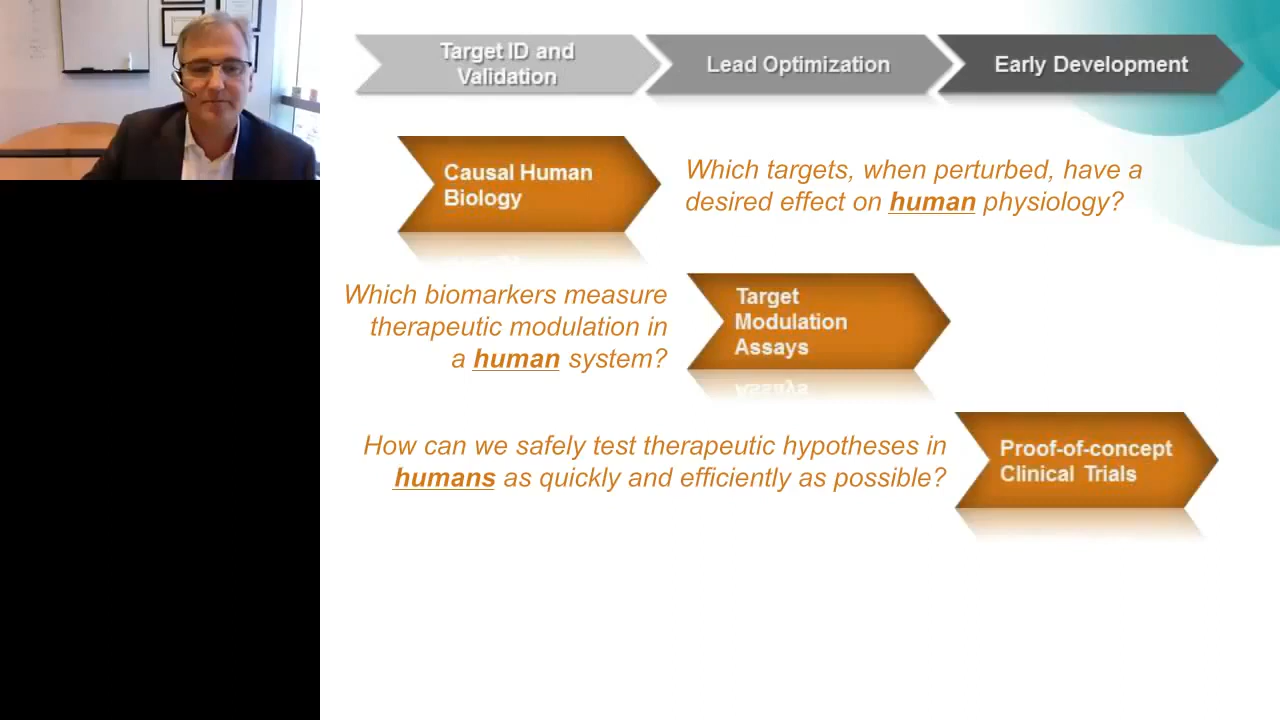 Target ID and
Validation
Lead Optimization
Early Development
Causal Human
Biology
Which targets, when perturbed, have a
desired effect on human physiology?
Which biomarkers measure
therapeutic modulation in
a human system?
Target
Modulation
Assays
How can we safely test therapeutic hypotheses in
humans as quickly and efficiently as possible?
Proof-of-concept
Clinical Trials